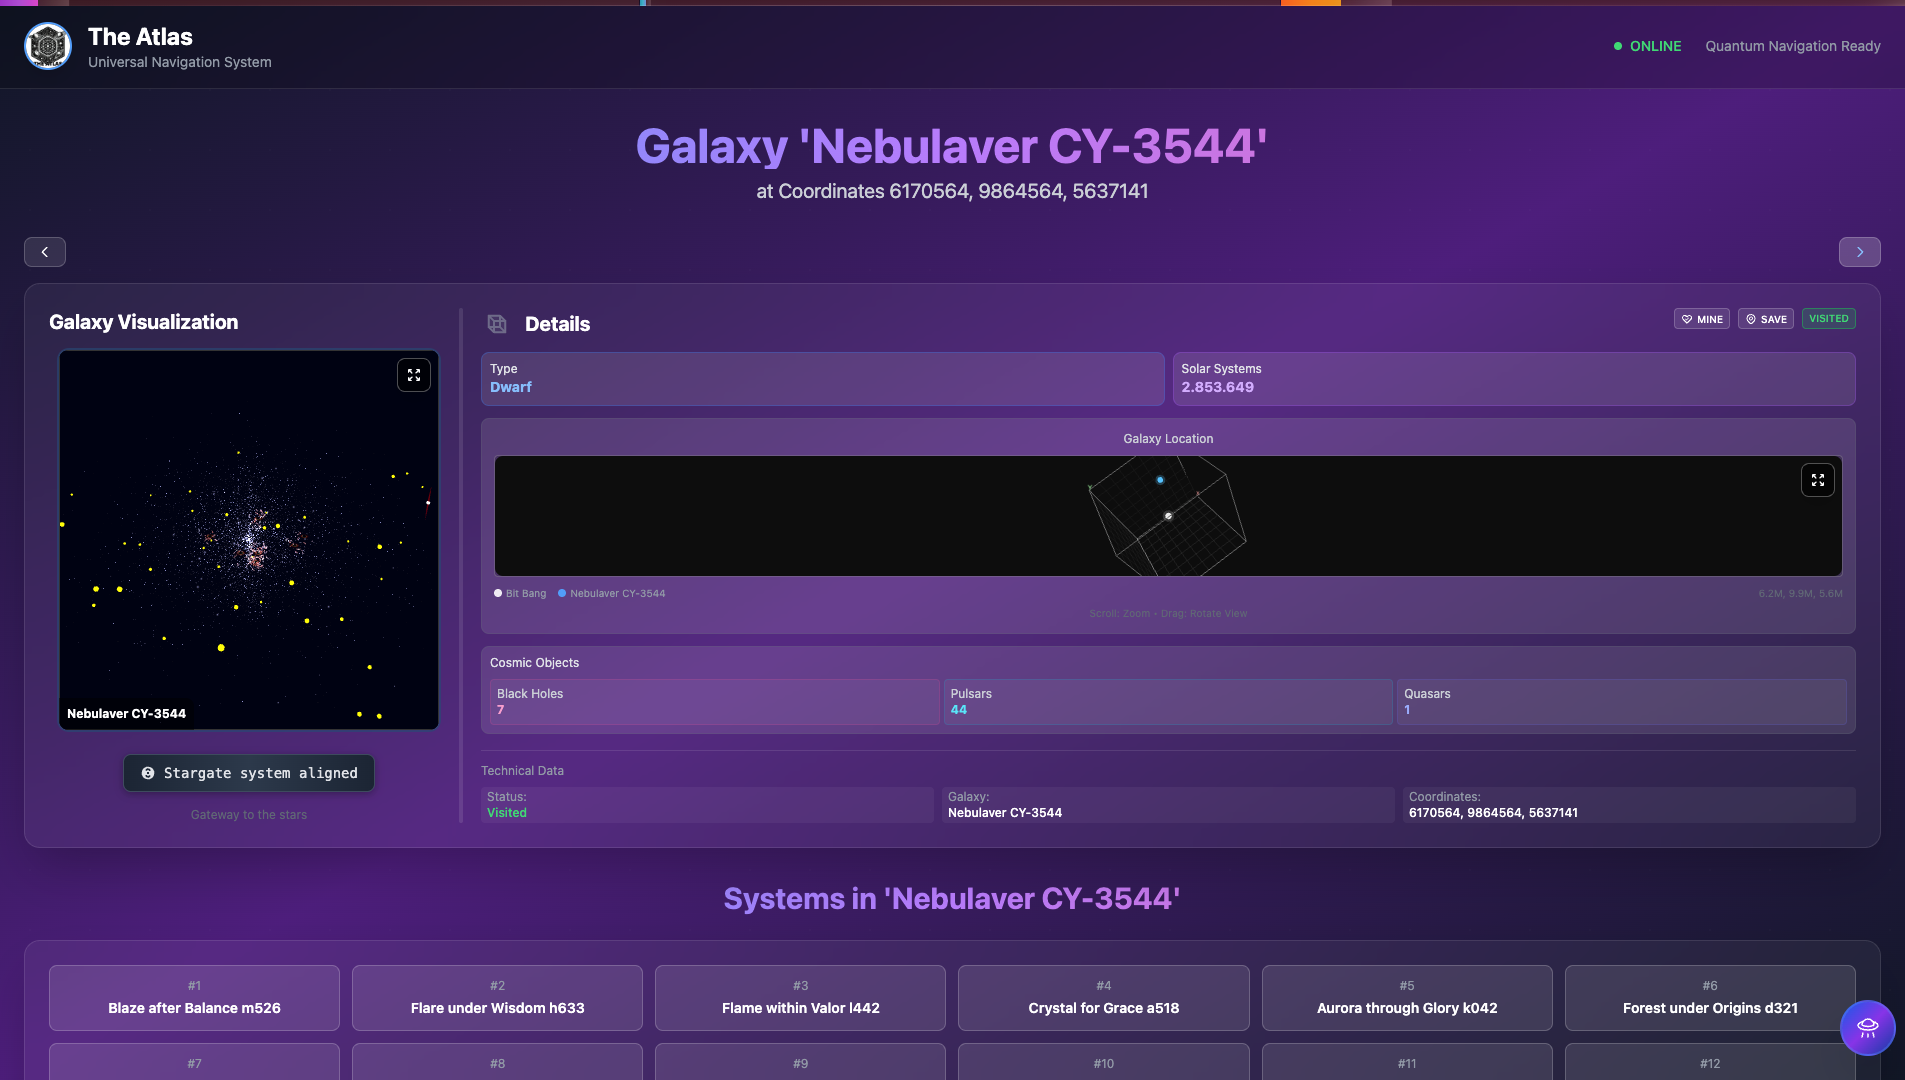 The Atlas
Universal Navigation System
ONLINE
Quantum Navigation Ready
Galaxy 'Nebulaver CY-3544'
at Coordinates 6170564, 9864564, 5637141
Galaxy Visualization
Nebulaver CY-3544
Stargate system aligned
Gateway to the stars
Details
MINE
SAVE
VISITED
Type
Dwarf
Solar Systems
2.853.649
Galaxy Location
Y
X
Bit Bang
Nebulaver CY-3544
6.2M, 9.9M, 5.6M
Scroll: Zoom • Drag: Rotate View
Cosmic Objects
Black Holes
7
Pulsars
44
Quasars
1
Technical Data
Status:
Visited
Galaxy:
Nebulaver CY-3544
Coordinates:
6170564, 9864564, 5637141
Systems in 'Nebulaver CY-3544'
#1
Blaze after Balance m526
#2
Flare under Wisdom h633
#3
Flame within Valor l442
#4
Crystal for Grace a518
#5
Aurora through Glory k042
#6
Forest under Origins d321
#7
#8
#9
#10
#11
#12